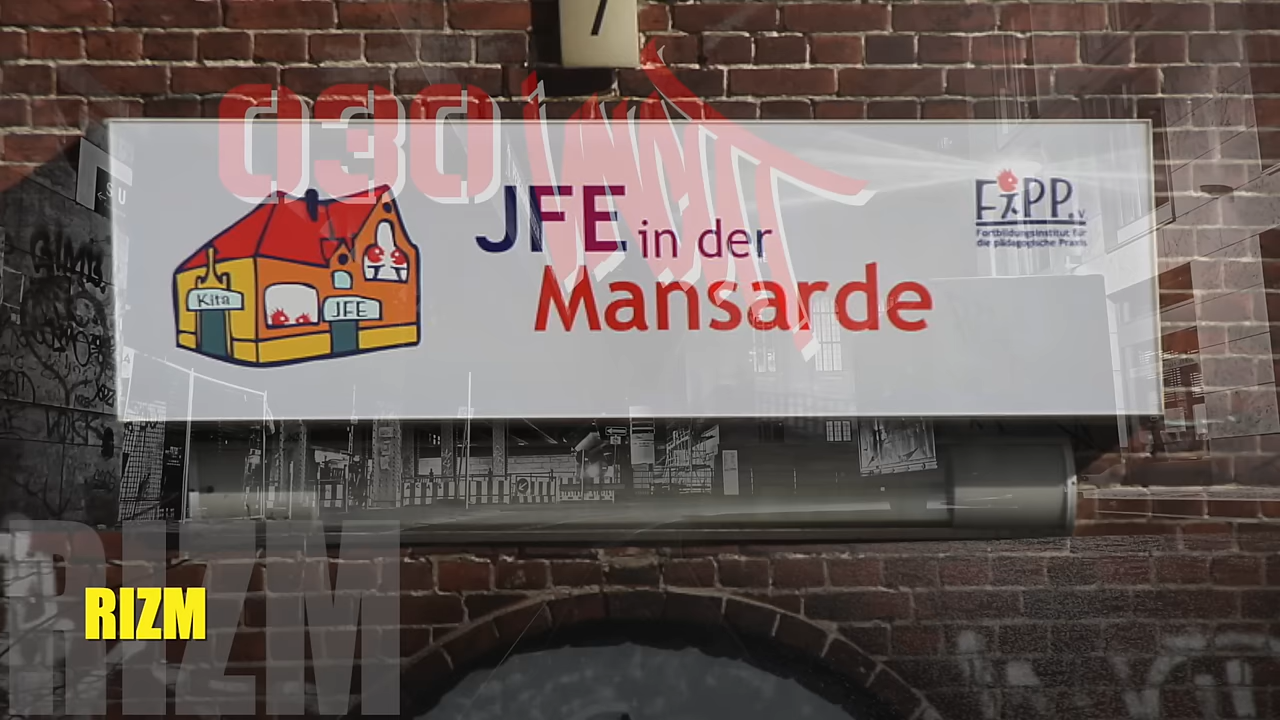 7
030
JFE in der
Mansarde
FiPP e.V.
Fortbildungsinstitut für
die pädagogische Praxis
Kita
JFE
RIZM
RIZM